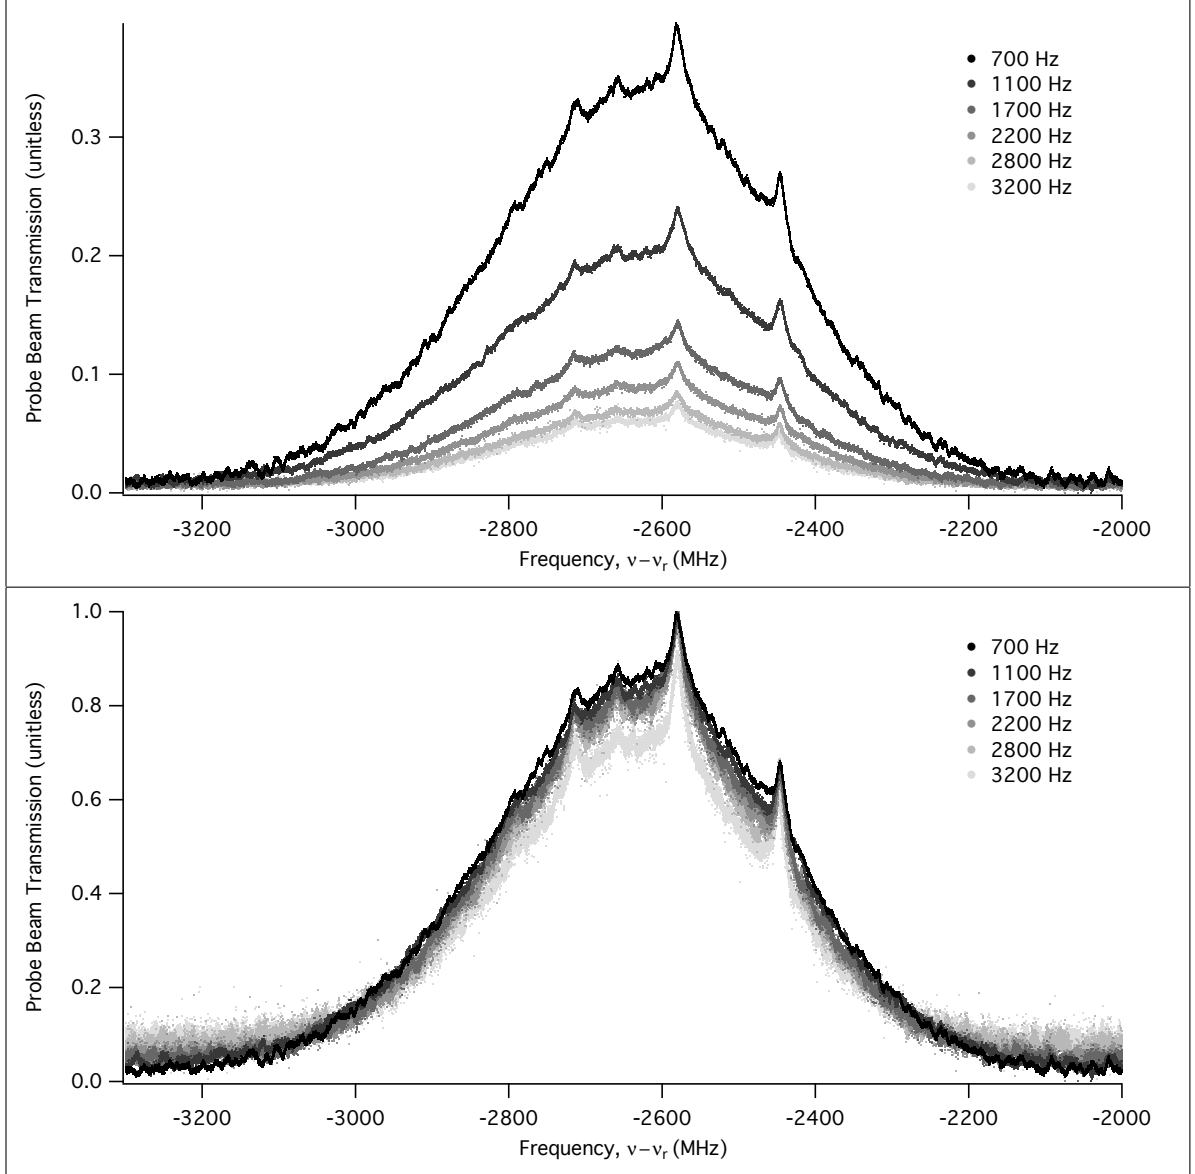 Probe Beam Transmission (unitless)
0.3
0.2
0.1
0.0
700 Hz
1100 Hz
1700 Hz
2200 Hz
2800 Hz
3200 Hz
-3200 -3000 -2800 -2600 -2400 -2200 -2000
Frequency, ν−νr (MHz)
Probe Beam Transmission (unitless)
1.0
0.8
0.6
0.4
0.2
0.0
700 Hz
1100 Hz
1700 Hz
2200 Hz
2800 Hz
3200 Hz
-3200 -3000 -2800 -2600 -2400 -2200 -2000
Frequency, ν−νr (MHz)